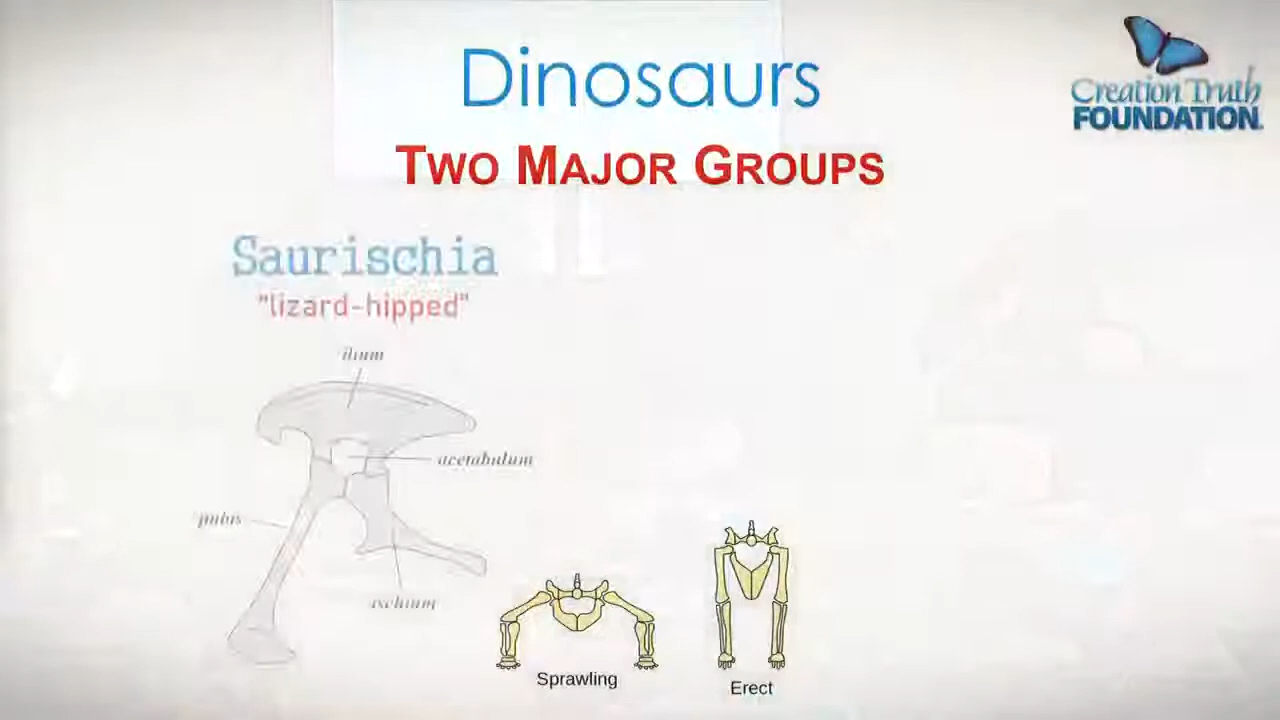 Dinosaurs
Creation Truth
FOUNDATION.
TWO MAJOR GROUPS
Saurischia
"lizard-hipped"
ilium
acetabulum
pubis
ischium
Sprawling
Erect